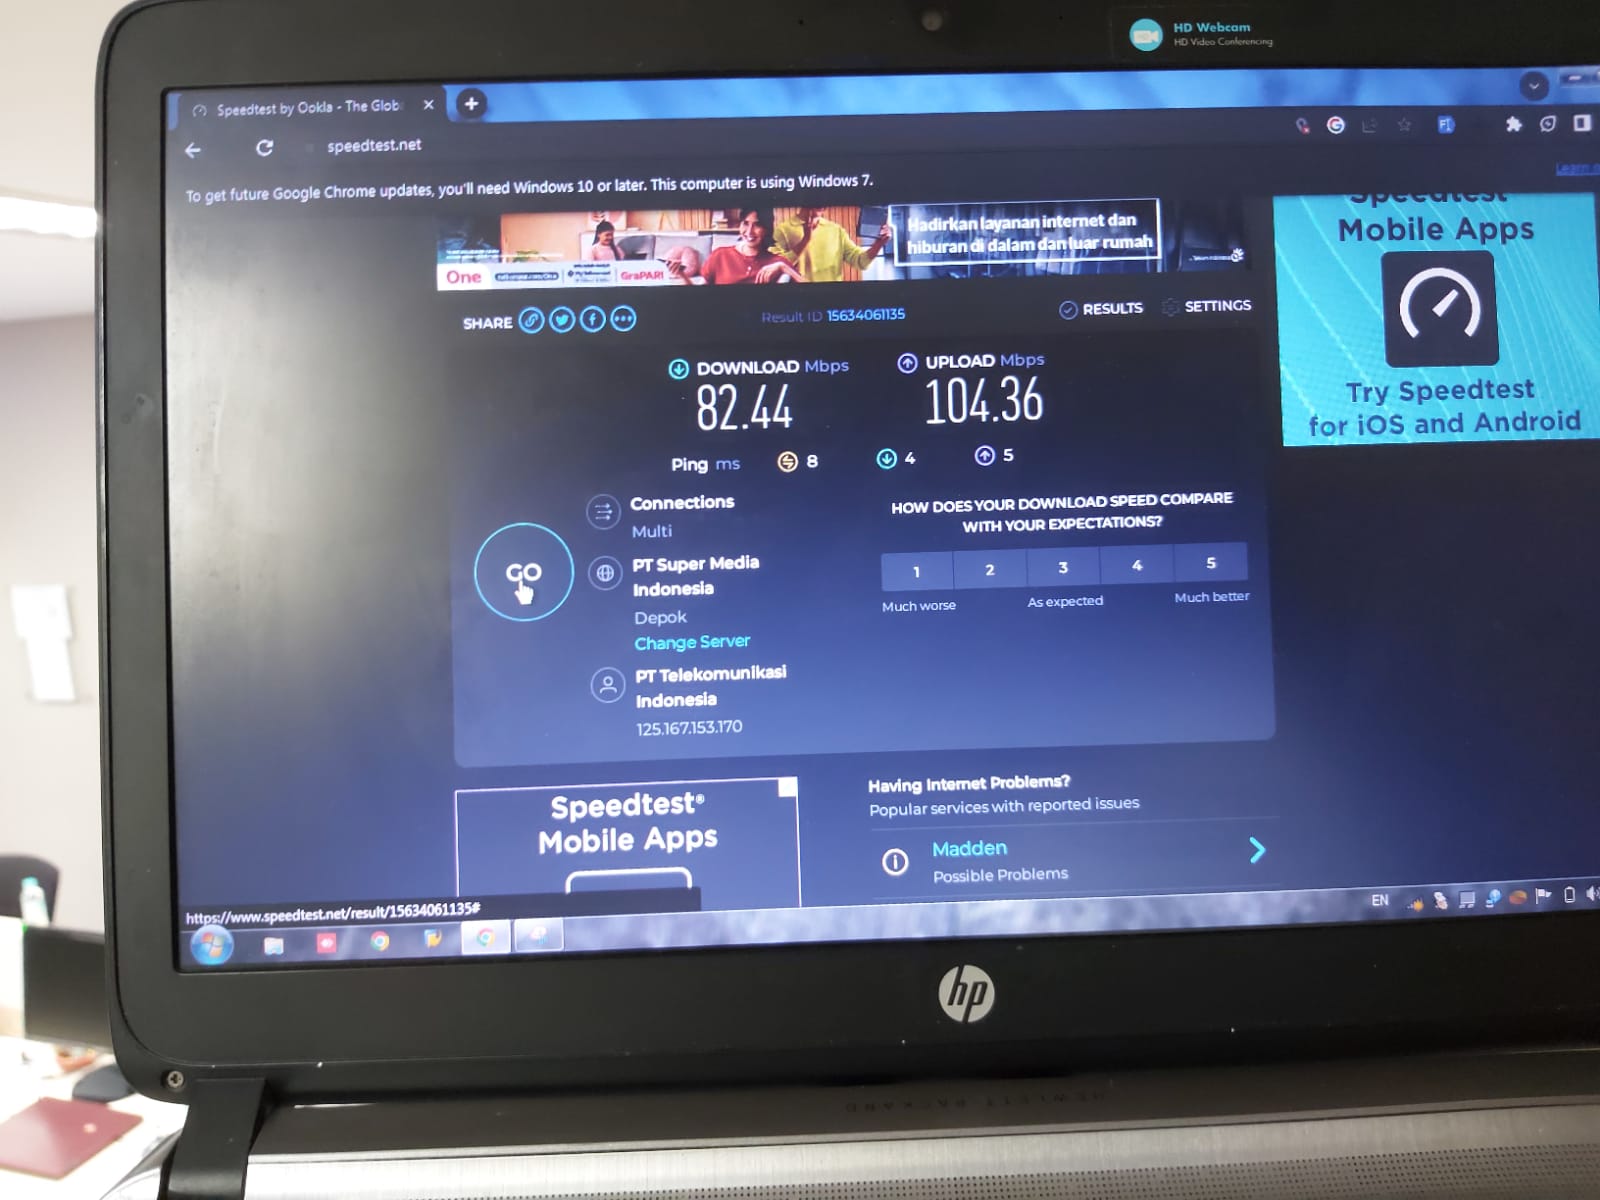 HD Webcam
HD Video Conferencing
Speedtest by Ookla - The Glob
speedtest.net
To get future Google Chrome updates, you'll need Windows 10 or later. This computer is using Windows 7.
Learn
Hadirkan layanan internet dan
hiburan di dalam dan luar rumah
One
GraPARI
Speedtest
Mobile Apps
Try Speedtest
for iOS and Android
SHARE
Result ID 15634061135
RESULTS
SETTINGS
DOWNLOAD Mbps
82.44
UPLOAD Mbps
104.36
Ping ms
8
4
5
GO
Connections
Multi
PT Super Media
Indonesia
Depok
Change Server
PT Telekomunikasi
Indonesia
125.167.153.170
HOW DOES YOUR DOWNLOAD SPEED COMPARE
WITH YOUR EXPECTATIONS?
1 2 3 4 5
Much worse As expected Much better
Speedtest®
Mobile Apps
Having Internet Problems?
Popular services with reported issues
Madden
Possible Problems
https://www.speedtest.net/result/15634061135#
EN
hp
HEWLETT-PACKARD